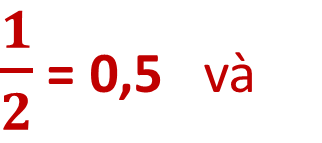 1/2 = 0,5 và